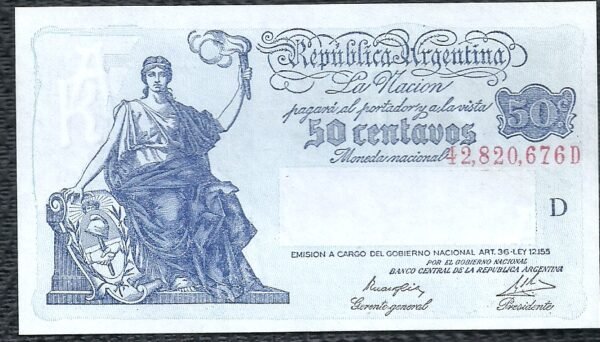 República Argentina
La Nacion
pagará al portador y a la vista
50 centavos
50 c.
Moneda nacional
42,820,676D
D
EMISION A CARGO DEL GOBIERNO NACIONAL ART. 36-LEY 12.155
POR EL GOBIERNO NACIONAL
BANCO CENTRAL DE LA REPUBLICA ARGENTINA
Gerente general
Presidente